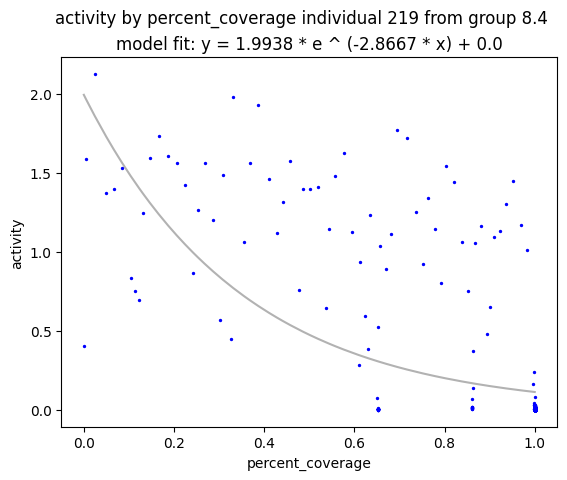 activity by percent_coverage individual 219 from group 8.4
model fit: y = 1.9938 * e ^ (-2.8667 * x) + 0.0
2.0
1.5
1.0
0.5
0.0
activity
0.0 0.2 0.4 0.6 0.8 1.0
percent_coverage